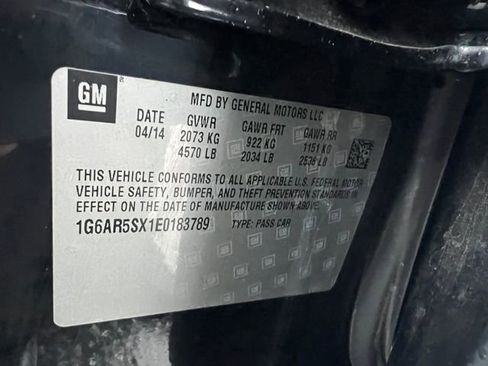 GM
MFD BY GENERAL MOTORS LLC
DATE GVWR GAWR FRT GAWR RR
04/14 2073 KG 922 KG 1151 KG
4570 LB 2034 LB 2538 LB
THIS VEHICLE CONFORMS TO ALL APPLICABLE U.S. FEDERAL MOTOR
VEHICLE SAFETY, BUMPER, AND THEFT PREVENTION STANDARDS IN
EFFECT ON THE DATE OF MANUFACTURE SHOWN ABOVE.
1G6AR5SX1E0183789 TYPE: PASS CAR